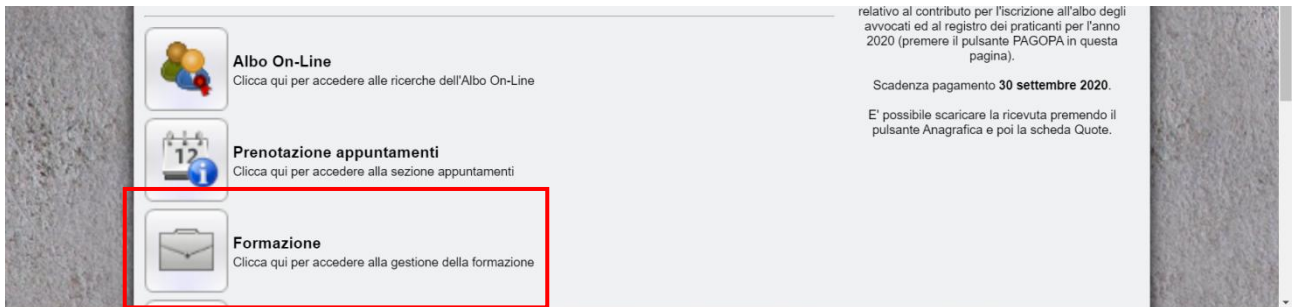 Albo On-Line
Clicca qui per accedere alle ricerche dell'Albo On-Line
12
Prenotazione appuntamenti
Clicca qui per accedere alla sezione appuntamenti
Formazione
Clicca qui per accedere alla gestione della formazione
relativo al contributo per l'iscrizione all'albo degli
avvocati ed al registro dei praticanti per l'anno
2020 (premere il pulsante PAGOPA in questa
pagina).
Scadenza pagamento 30 settembre 2020.
E' possibile scaricare la ricevuta premendo il
pulsante Anagrafica e poi la scheda Quote.